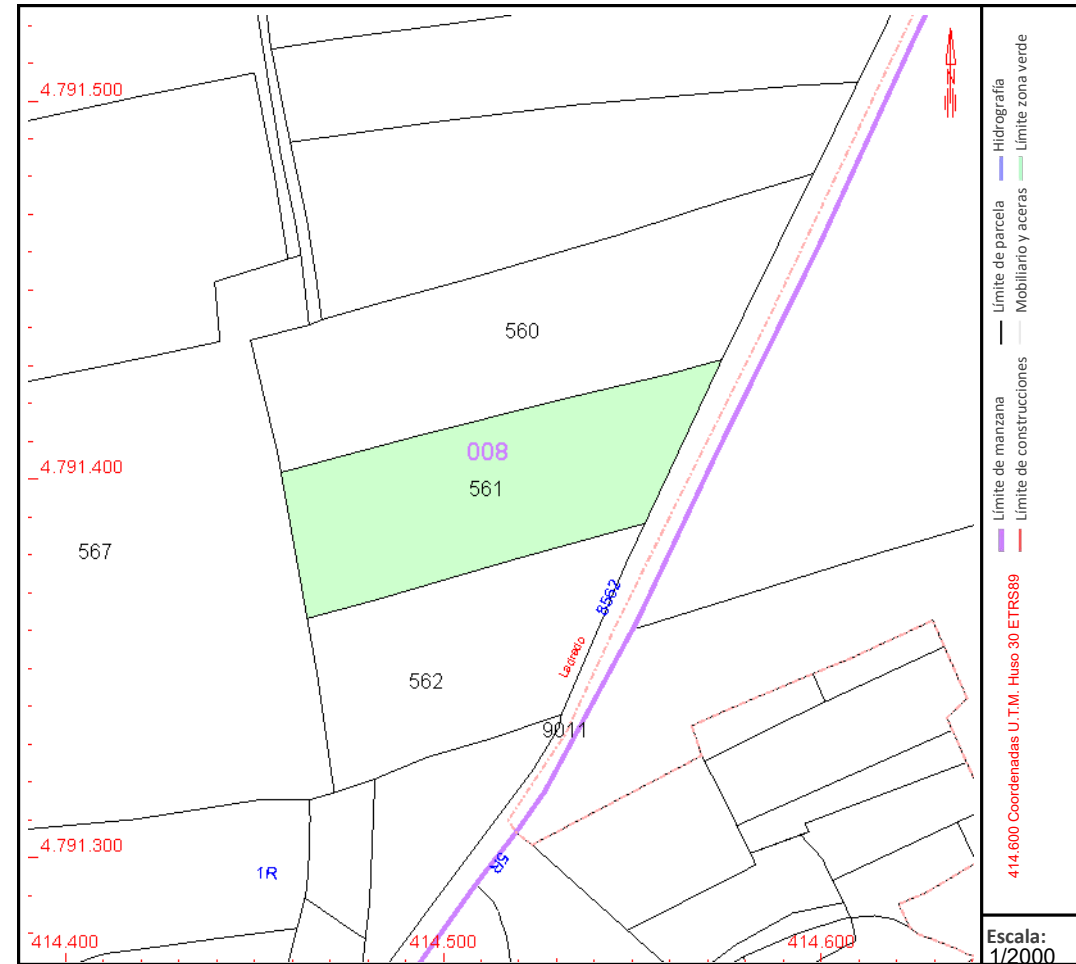 4.791.500
560
4.791.400
008
561
567
8562
Ladredo
562
9011
4.791.300
5R
1R
414.400
414.500
414.600
N
Límite de manzana
Límite de parcela
Hidrografía
Límite de construcciones
Mobiliario y aceras
Límite zona verde
414.600 Coordenadas U.T.M. Huso 30 ETRS89
Escala:
1/2000